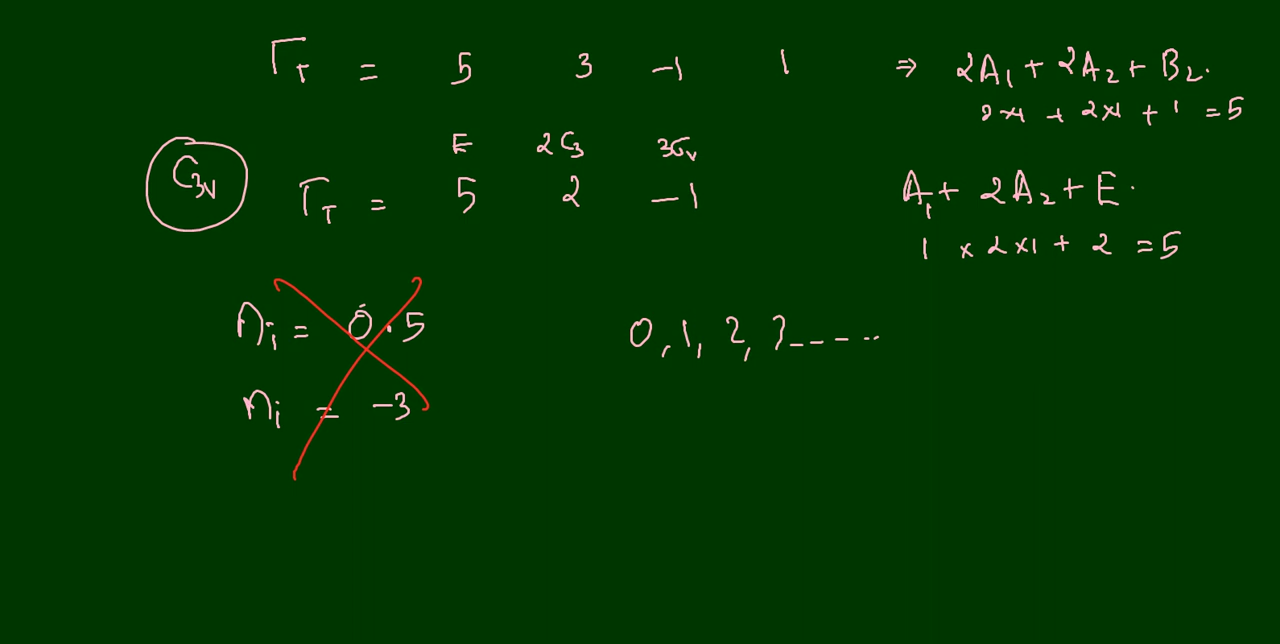 Γ_T = 5 3 -1 1 ⇒ 2A₁ + 2A₂ + B₂.
2×1 + 2×1 + 1 = 5
E 2C₃ 3σᵥ
C₃ᵥ Γ_T = 5 2 -1 A₁ + 2A₂ + E.
1 × 2×1 + 2 = 5
nᵢ = 0.5 0, 1, 2, 3-----..
nᵢ = -3